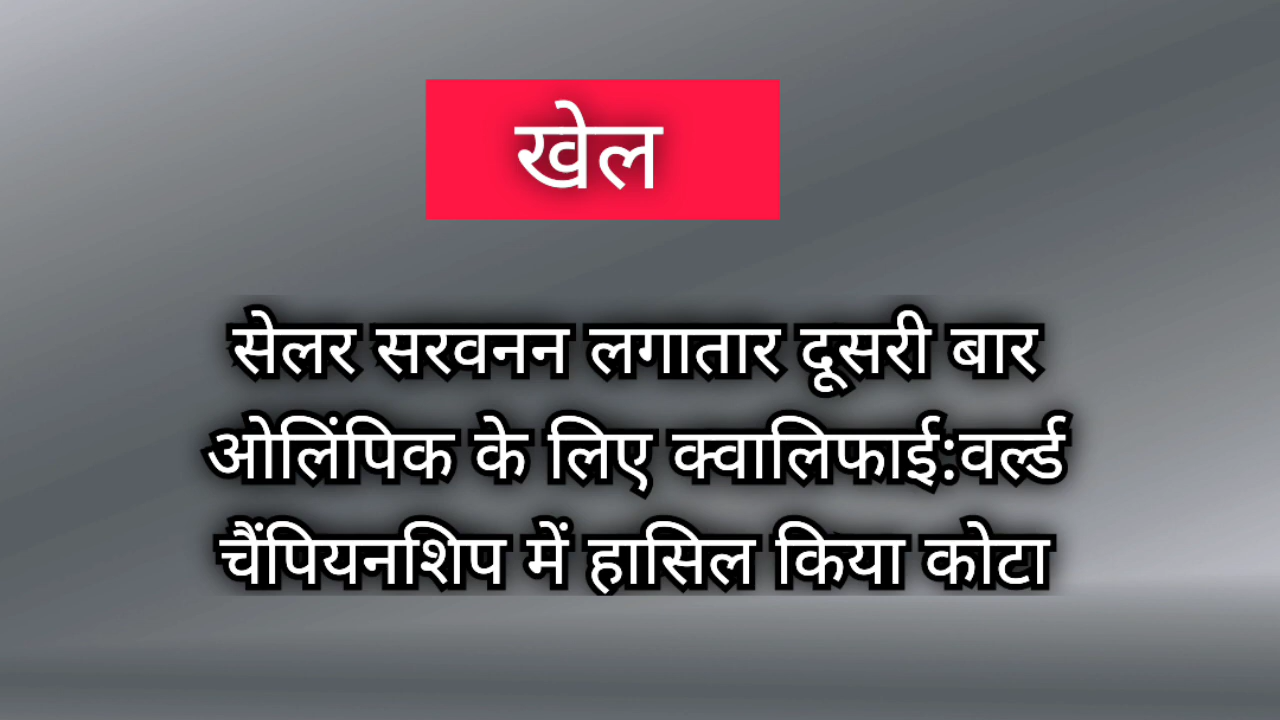 खेल
सेलर सरवनन लगातार दूसरी बार
ओलिंपिक के लिए क्वालिफाई:वर्ल्ड
चैंपियनशिप में हासिल किया कोटा